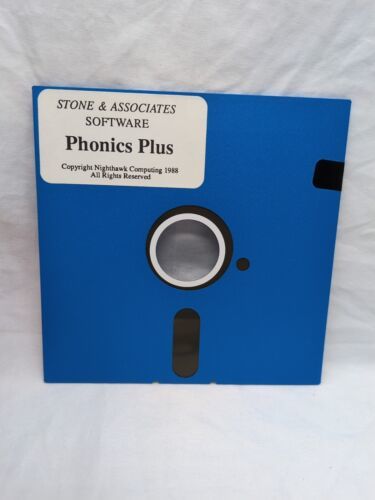 STONE & ASSOCIATES
SOFTWARE
Phonics Plus
Copyright Nighthawk Computing 1988
All Rights Reserved